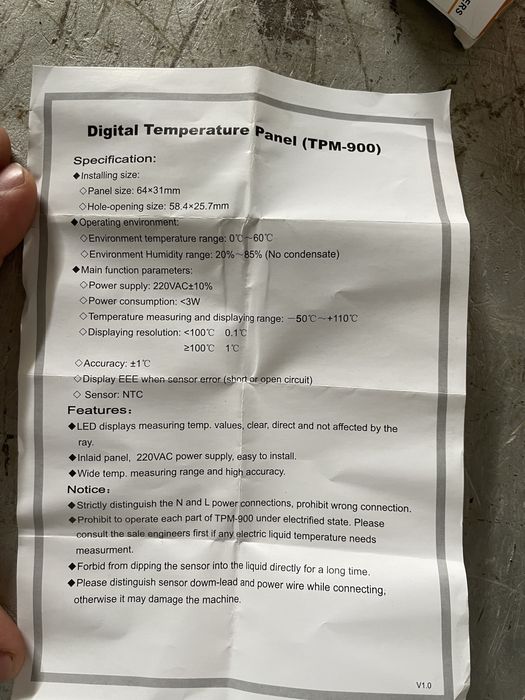 ERS
Digital Temperature Panel (TPM-900)
Specification:
◆Installing size:
◇Panel size: 64×31mm
◇Hole-opening size: 58.4×25.7mm
◆Operating environment:
◇Environment temperature range: 0℃~60℃
◇Environment Humidity range: 20%~85% (No condensate)
◆Main function parameters:
◇Power supply: 220VAC±10%
◇Power consumption: <3W
◇Temperature measuring and displaying range: －50℃~+110℃
◇Displaying resolution: <100℃ 0.1℃
≥100℃ 1℃
◇Accuracy: ±1℃
◇Display EEE when sensor error (short or open circuit)
◇ Sensor: NTC
Features:
◆LED displays measuring temp. values, clear, direct and not affected by the
ray.
◆Inlaid panel, 220VAC power supply, easy to install.
◆Wide temp. measuring range and high accuracy.
Notice:
◆Strictly distinguish the N and L power connections, prohibit wrong connection.
◆Prohibit to operate each part of TPM-900 under electrified state. Please
consult the sale engineers first if any electric liquid temperature needs
measurment.
◆Forbid from dipping the sensor into the liquid directly for a long time.
◆Please distinguish sensor dowm-lead and power wire while connecting,
otherwise it may damage the machine.
V1.0